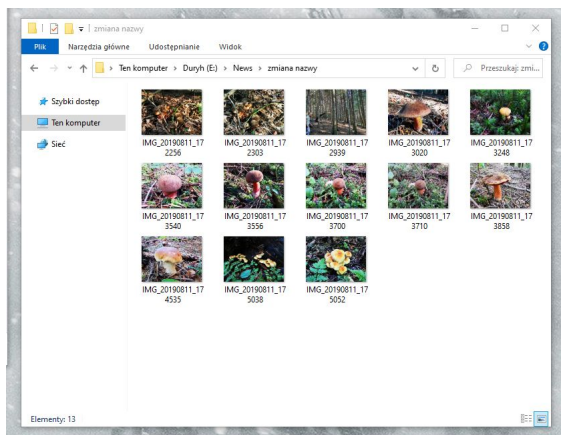 zmiana nazwy
Plik Narzędzia główne Udostępnianie Widok
Ten komputer › Duryh (E:) › News › zmiana nazwy
Przeszukaj: zmi...
Szybki dostęp
Ten komputer
Sieć
IMG_20190811_17 IMG_20190811_17 IMG_20190811_17 IMG_20190811_17 IMG_20190811_17
2256 2303 2939 3020 3248
IMG_20190811_17 IMG_20190811_17 IMG_20190811_17 IMG_20190811_17 IMG_20190811_17
3540 3556 3700 3710 3858
IMG_20190811_17 IMG_20190811_17 IMG_20190811_17
4535 5038 5052
Elementy: 13